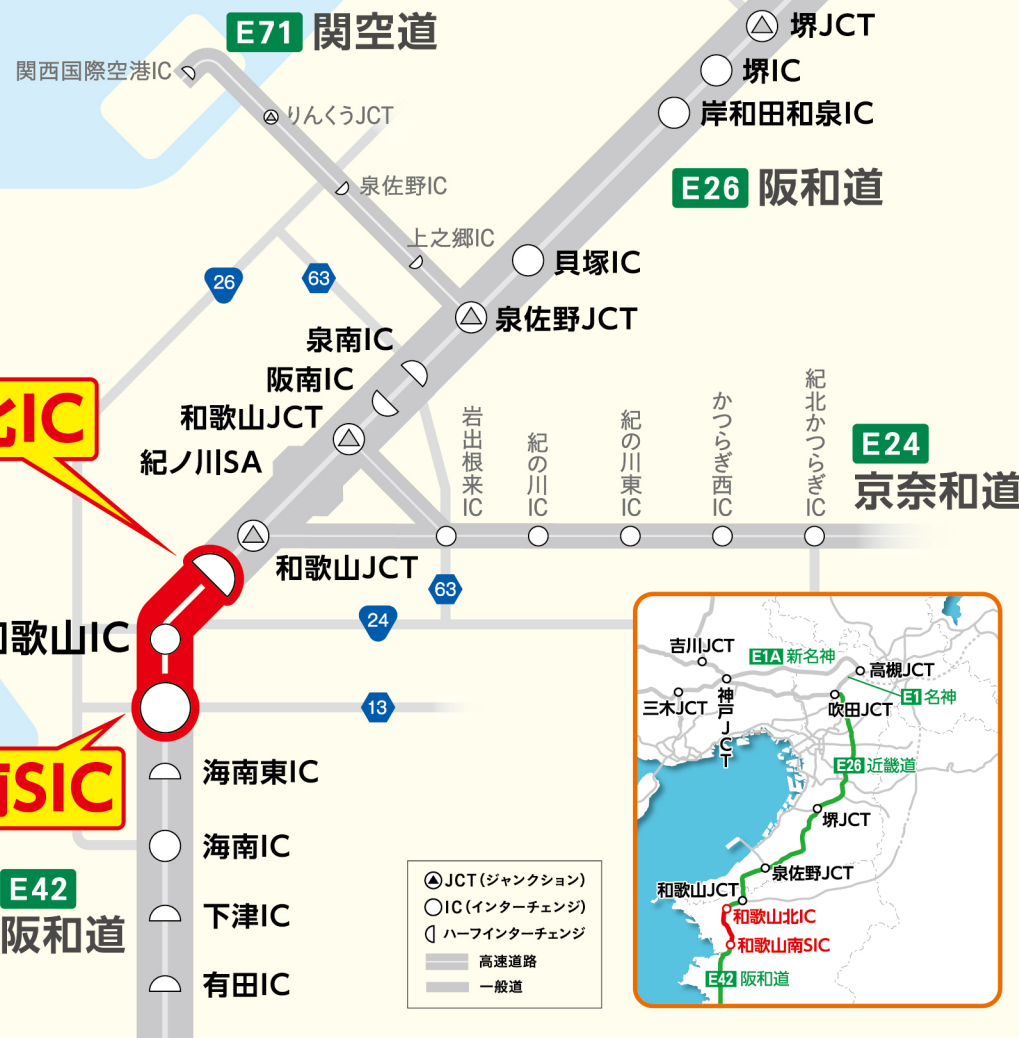 E71 関空道
関西国際空港IC
りんくうJCT
泉佐野IC
上之郷IC
堺JCT
堺IC
岸和田和泉IC
E26 阪和道
貝塚IC
泉佐野JCT
26
63
泉南IC
阪南IC
和歌山JCT
紀ノ川SA
北IC
岩出根来IC
紀の川IC
紀の川東IC
かつらぎ西IC
紀北かつらぎIC
E24
京奈和道
和歌山JCT
63
24
和歌山IC
13
南SIC
海南東IC
海南IC
下津IC
有田IC
E42
阪和道
JCT(ジャンクション)
IC(インターチェンジ)
ハーフインターチェンジ
高速道路
一般道
吉川JCT
E1A 新名神
高槻JCT
三木JCT
神戸JCT
吹田JCT
E1 名神
E26 近畿道
堺JCT
泉佐野JCT
和歌山JCT
和歌山北IC
和歌山南SIC
E42 阪和道